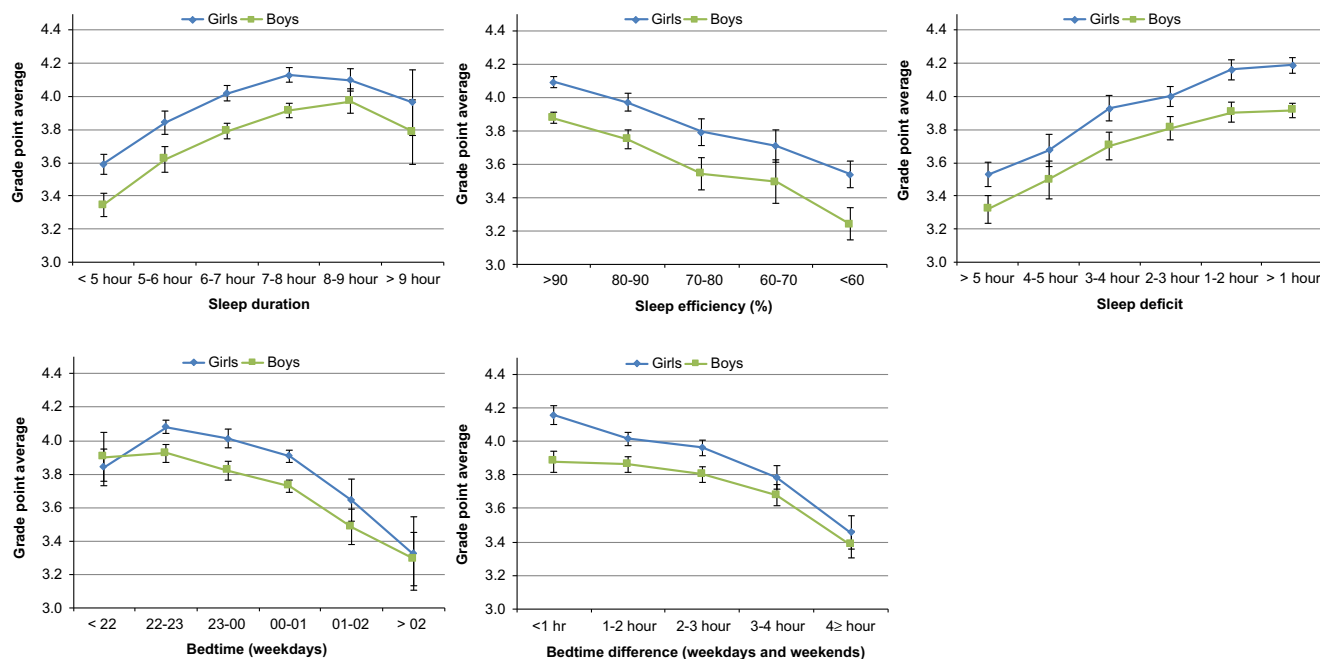 Girls Boys
Grade point average
4.4
4.2
4.0
3.8
3.6
3.4
3.2
3.0
< 5 hour 5-6 hour 6-7 hour 7-8 hour 8-9 hour > 9 hour
Sleep duration
Girls Boys
Grade point average
4.4
4.2
4.0
3.8
3.6
3.4
3.2
3.0
>90 80-90 70-80 60-70 <60
Sleep efficiency (%)
Girls Boys
Grade point average
4.4
4.2
4.0
3.8
3.6
3.4
3.2
3.0
> 5 hour 4-5 hour 3-4 hour 2-3 hour 1-2 hour > 1 hour
Sleep deficit
Girls Boys
Grade point average
4.4
4.2
4.0
3.8
3.6
3.4
3.2
3.0
< 22 22-23 23-00 00-01 01-02 > 02
Bedtime (weekdays)
Girls Boys
Grade point average
4.4
4.2
4.0
3.8
3.6
3.4
3.2
3.0
<1 hr 1-2 hour 2-3 hour 3-4 hour 4≥ hour
Bedtime difference (weekdays and weekends)